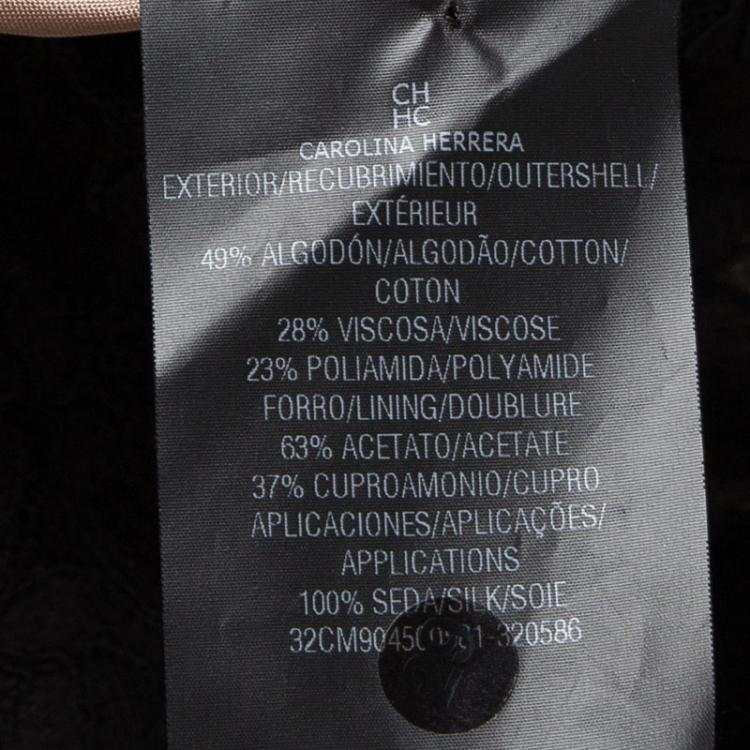 CH
HC
CAROLINA HERRERA
EXTERIOR/RECUBRIMIENTO/OUTERSHELL/
EXTÉRIEUR
49% ALGODÓN/ALGODÃO/COTTON/
COTON
28% VISCOSA/VISCOSE
23% POLIAMIDA/POLYAMIDE
FORRO/LINING/DOUBLURE
63% ACETATO/ACETATE
37% CUPROAMONIO/CUPRO
APLICACIONES/APLICAÇÕES/
APPLICATIONS
100% SEDA/SILK/SOIE